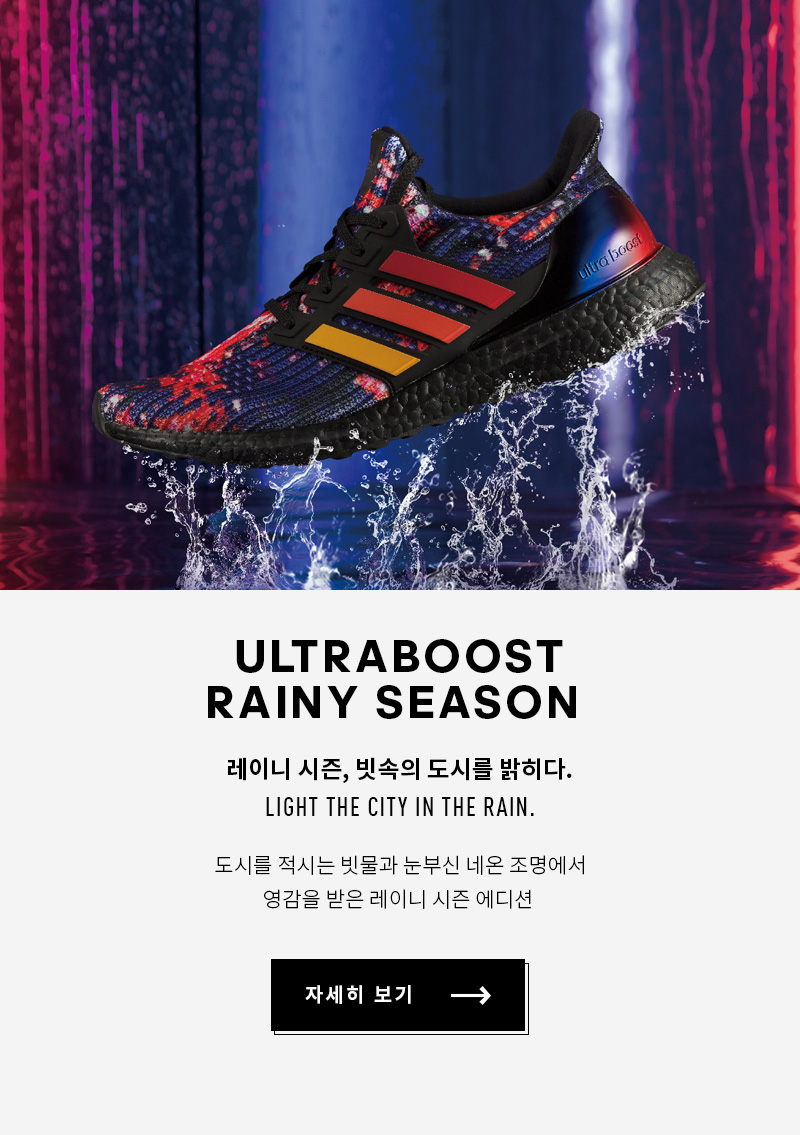 ultra boost
ULTRABOOST
RAINY SEASON
레이니 시즌, 빗속의 도시를 밝히다.
LIGHT THE CITY IN THE RAIN.
도시를 적시는 빗물과 눈부신 네온 조명에서
영감을 받은 레이니 시즌 에디션
자세히 보기